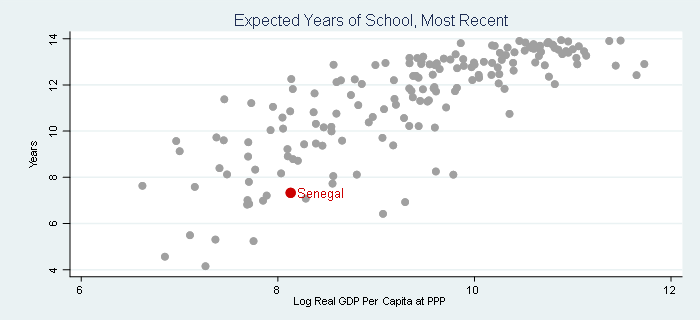 Expected Years of School, Most Recent
14
12
10
8
6
4
Years
Senegal
6
8
10
12
Log Real GDP Per Capita at PPP